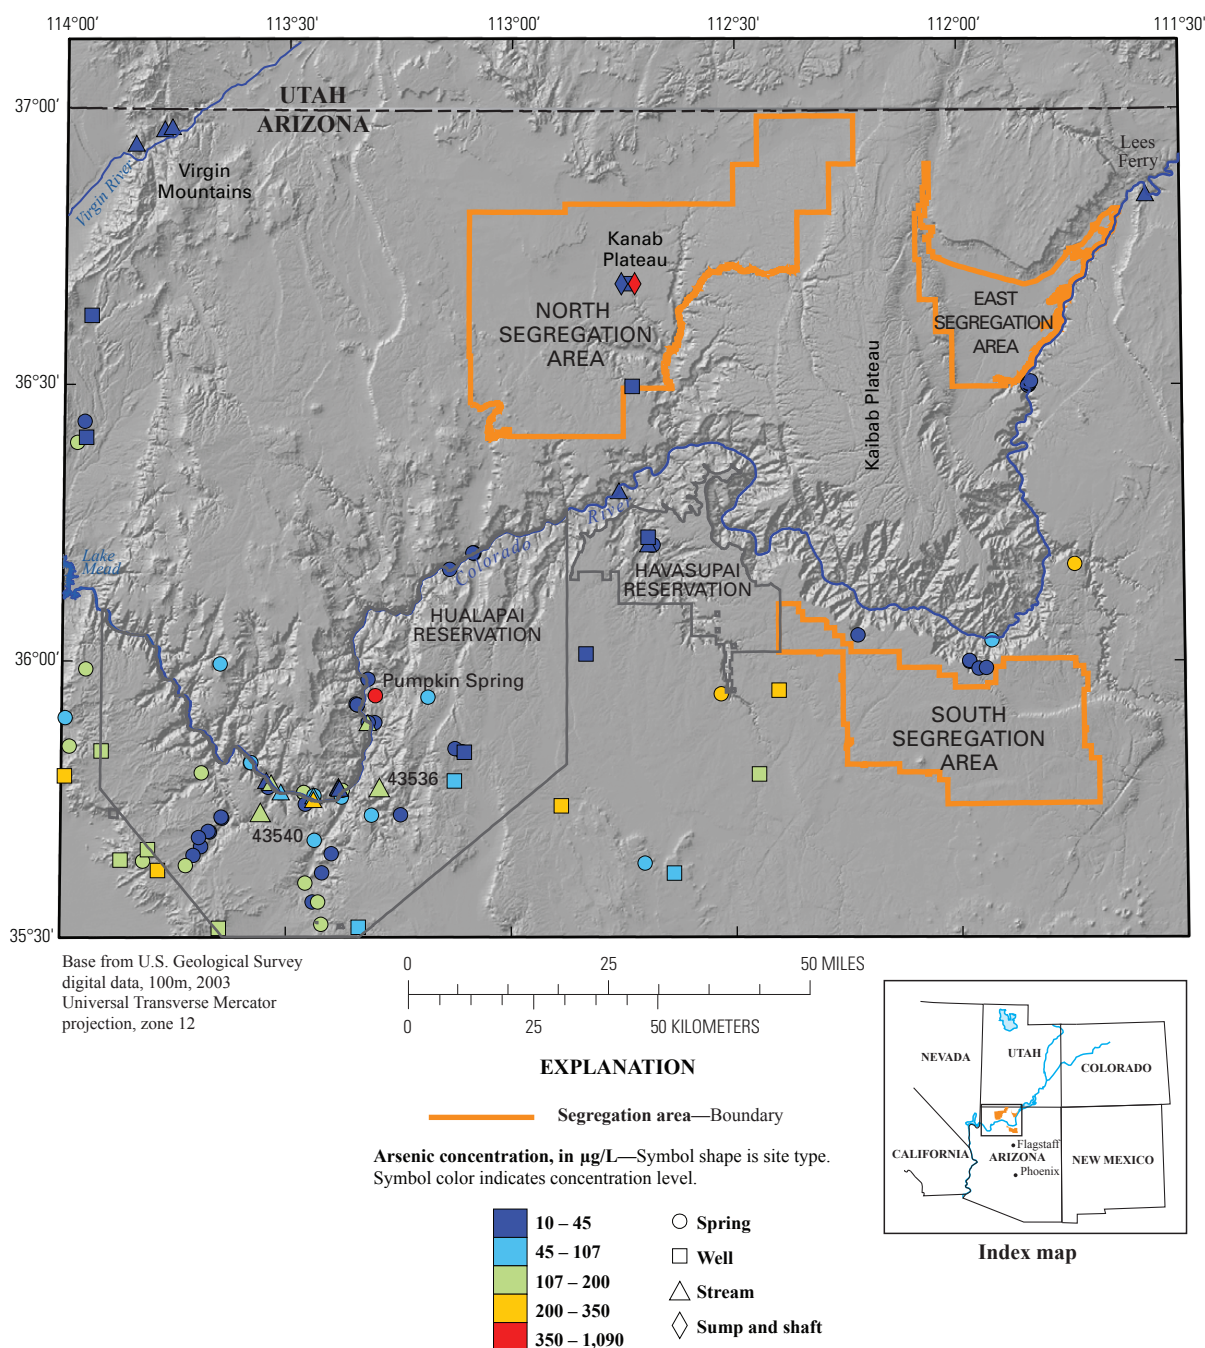 114°00'
113°30'
113°00'
112°30'
112°00'
111°30'
37°00'
UTAH
ARIZONA
Lees
Ferry
Virgin
Mountains
Virgin River
Kanab
Plateau
NORTH
SEGREGATION
AREA
EAST
SEGREGATION
AREA
Kaibab Plateau
36°30'
Colorado
River
Lake
Mead
HAVASUPAI
RESERVATION
HUALAPAI
RESERVATION
36°00'
Pumpkin Spring
SOUTH
SEGREGATION
AREA
43536
43540
35°30'
Base from U.S. Geological Survey
digital data, 100m, 2003
Universal Transverse Mercator
projection, zone 12
0 25 50 MILES
0 25 50 KILOMETERS
EXPLANATION
Segregation area—Boundary
Arsenic concentration, in µg/L—Symbol shape is site type.
Symbol color indicates concentration level.
10 – 45
45 – 107
107 – 200
200 – 350
350 – 1,090
Spring
Well
Stream
Sump and shaft
NEVADA
UTAH
COLORADO
CALIFORNIA
ARIZONA
NEW MEXICO
Flagstaff
Phoenix
Index map